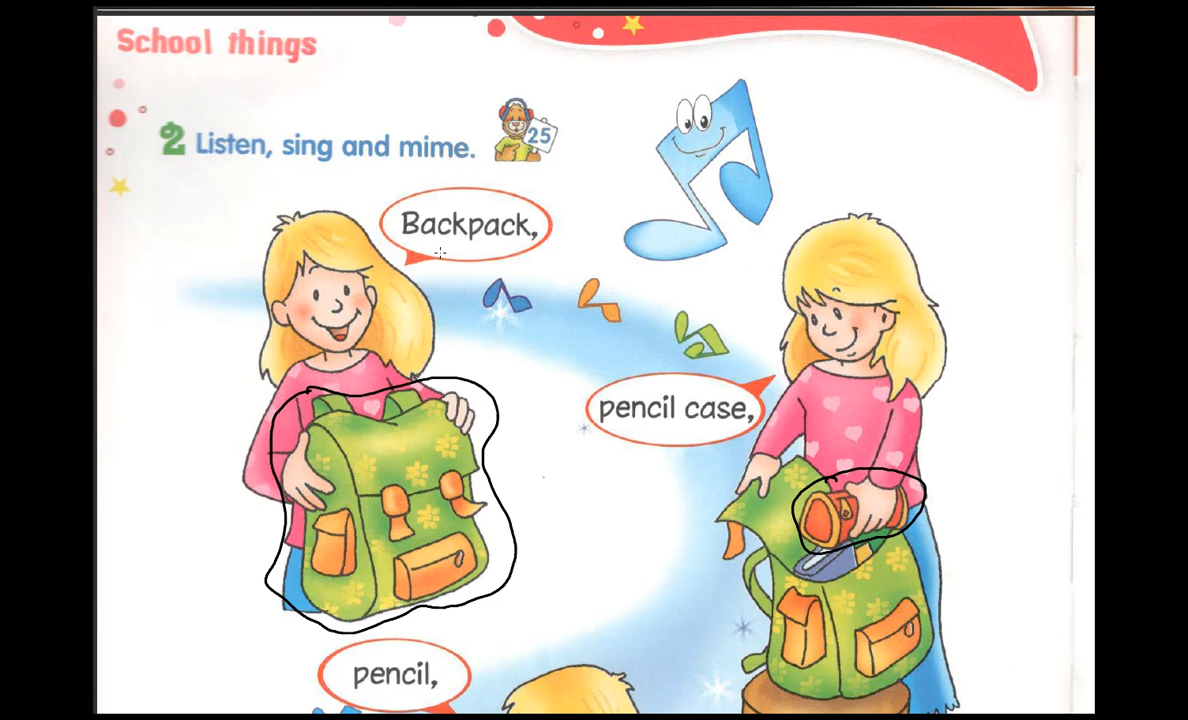 School things
2 Listen, sing and mime.
25
Backpack,
pencil case,
pencil,